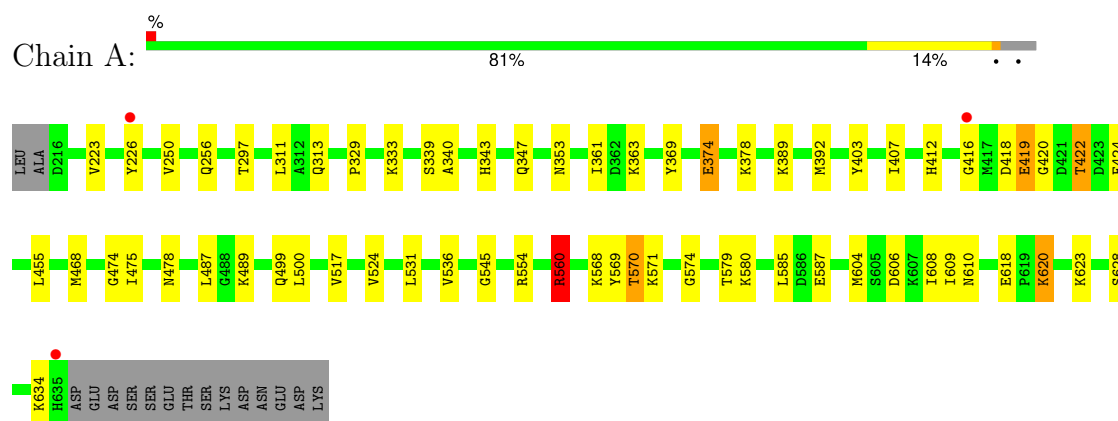 %
Chain A:
81% 14% • •
LEU ALA D216 V223 Y226 V250 Q256 T297 L311 A312 Q313 P329 K333 S339 A340 H343 Q347 N353 I361 D362 K363 Y369 E374 K378 K389 M392 Y403 I407 H412 G416 M417 D418 E419 G420 D421 T422 D423
L455 M468 G474 I475 N478 L487 G488 K489 Q499 L500 V517 V524 L531 V536 G545 R554 R560 K568 Y569 T570 K571 G574 T579 K580 L585 D586 E587 M604 S605 D606 K607 I608 I609 N610 E618 P619 K620 K623
K634 H635 ASP GLU ASP SER SER GLU THR SER LYS ASP ASN GLU ASP LYS